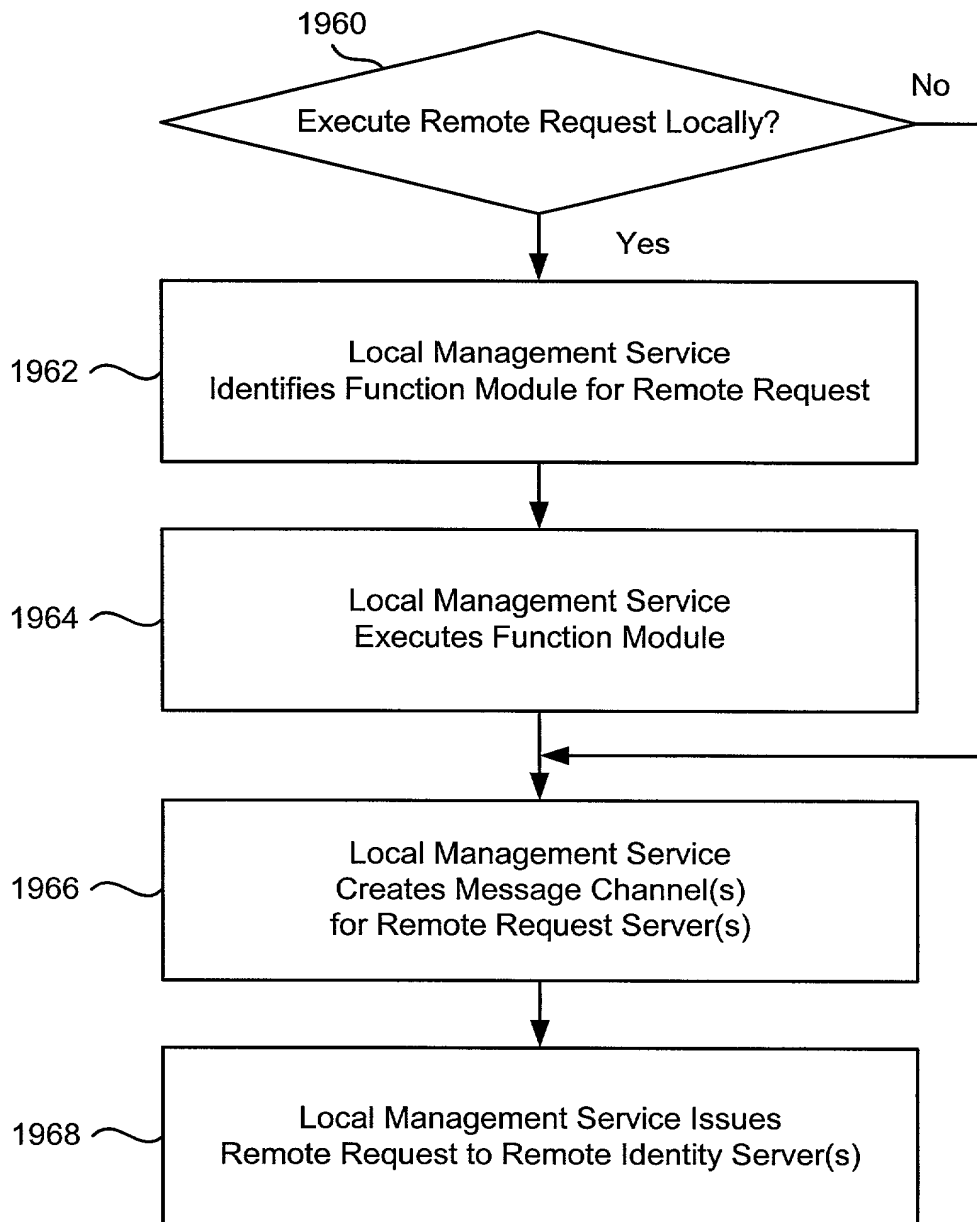 1960
No
Execute Remote Request Locally?
Yes
Local Management Service
1962
Identifies Function Module for Remote Request
Local Management Service
1964
Executes Function Module
Local Management Service
1966
Creates Message Channel(s)
for Remote Request Server(s)
Local Management Service Issues
1968
Remote Request to Remote Identity Server(s)